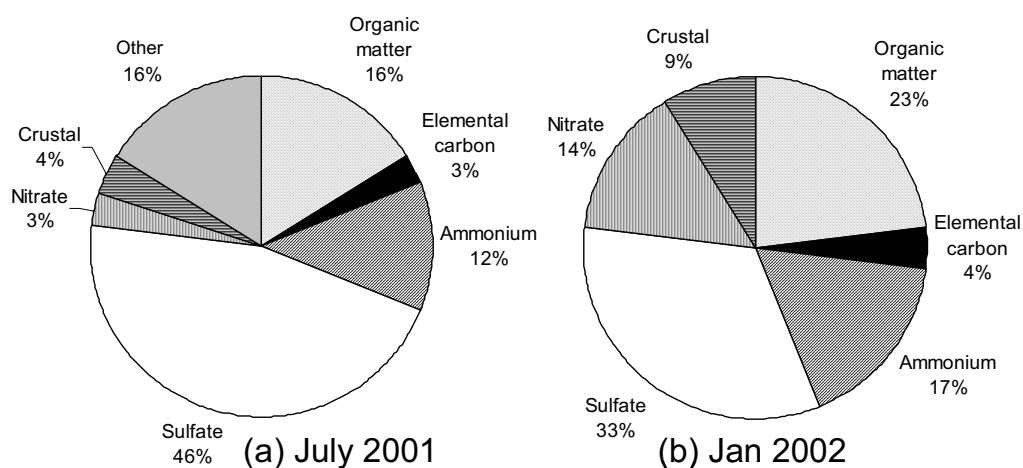 Other
16%
Organic
matter
16%
Elemental
carbon
3%
Ammonium
12%
Sulfate
46%
Nitrate
3%
Crustal
4%
(a) July 2001
Crustal
9%
Organic
matter
23%
Elemental
carbon
4%
Ammonium
17%
Sulfate
33%
Nitrate
14%
(b) Jan 2002